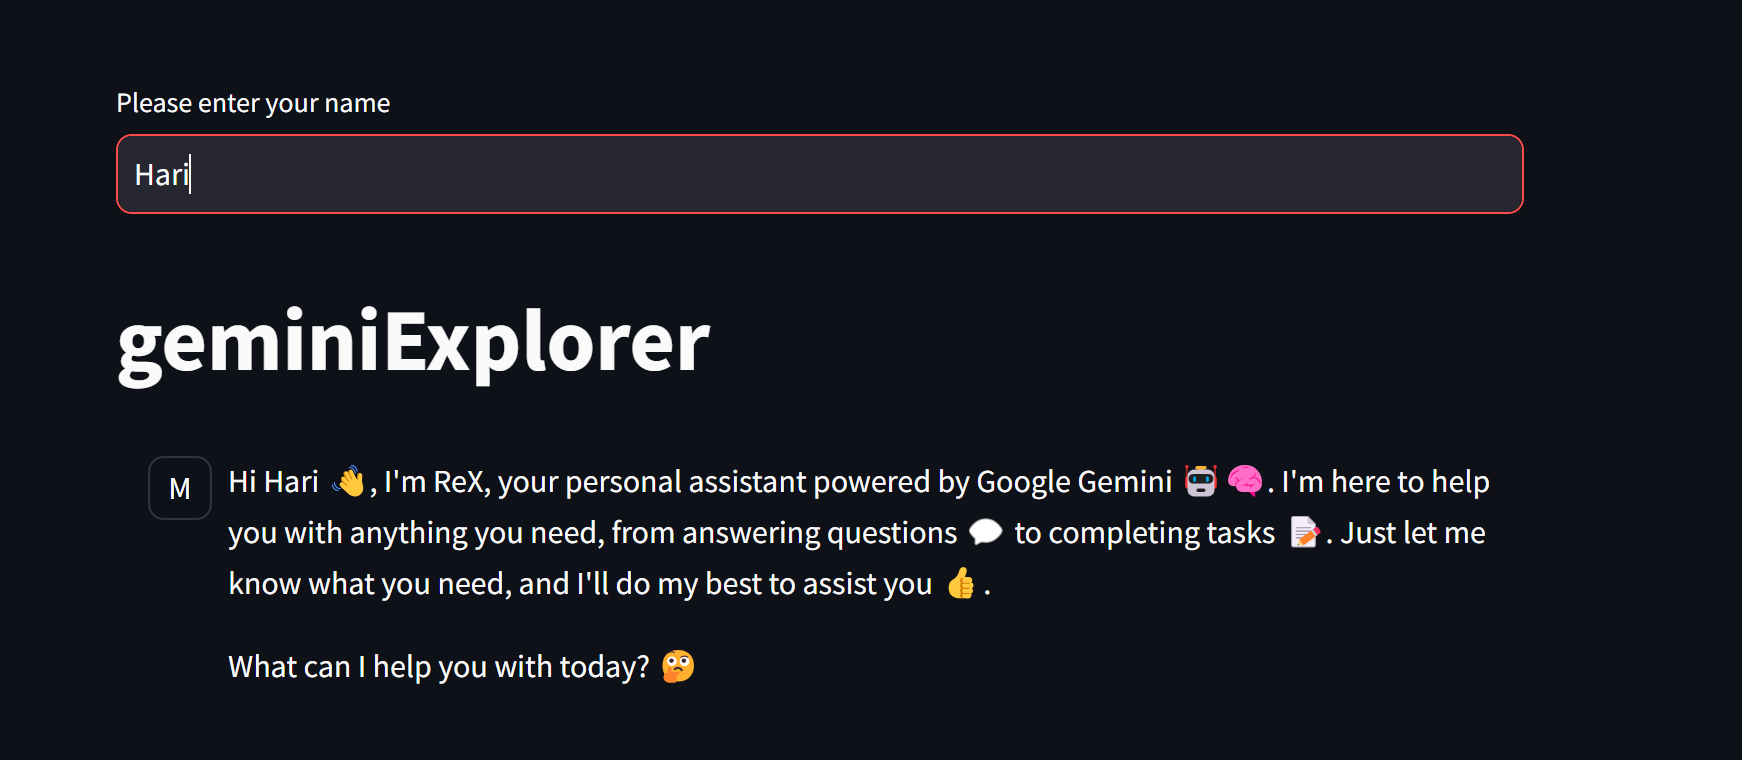 Please enter your name
Hari
geminiExplorer
M
Hi Hari 👋, I'm ReX, your personal assistant powered by Google Gemini 🤖🧠. I'm here to help
you with anything you need, from answering questions 💬 to completing tasks 📝. Just let me
know what you need, and I'll do my best to assist you 👍.
What can I help you with today? 🤔